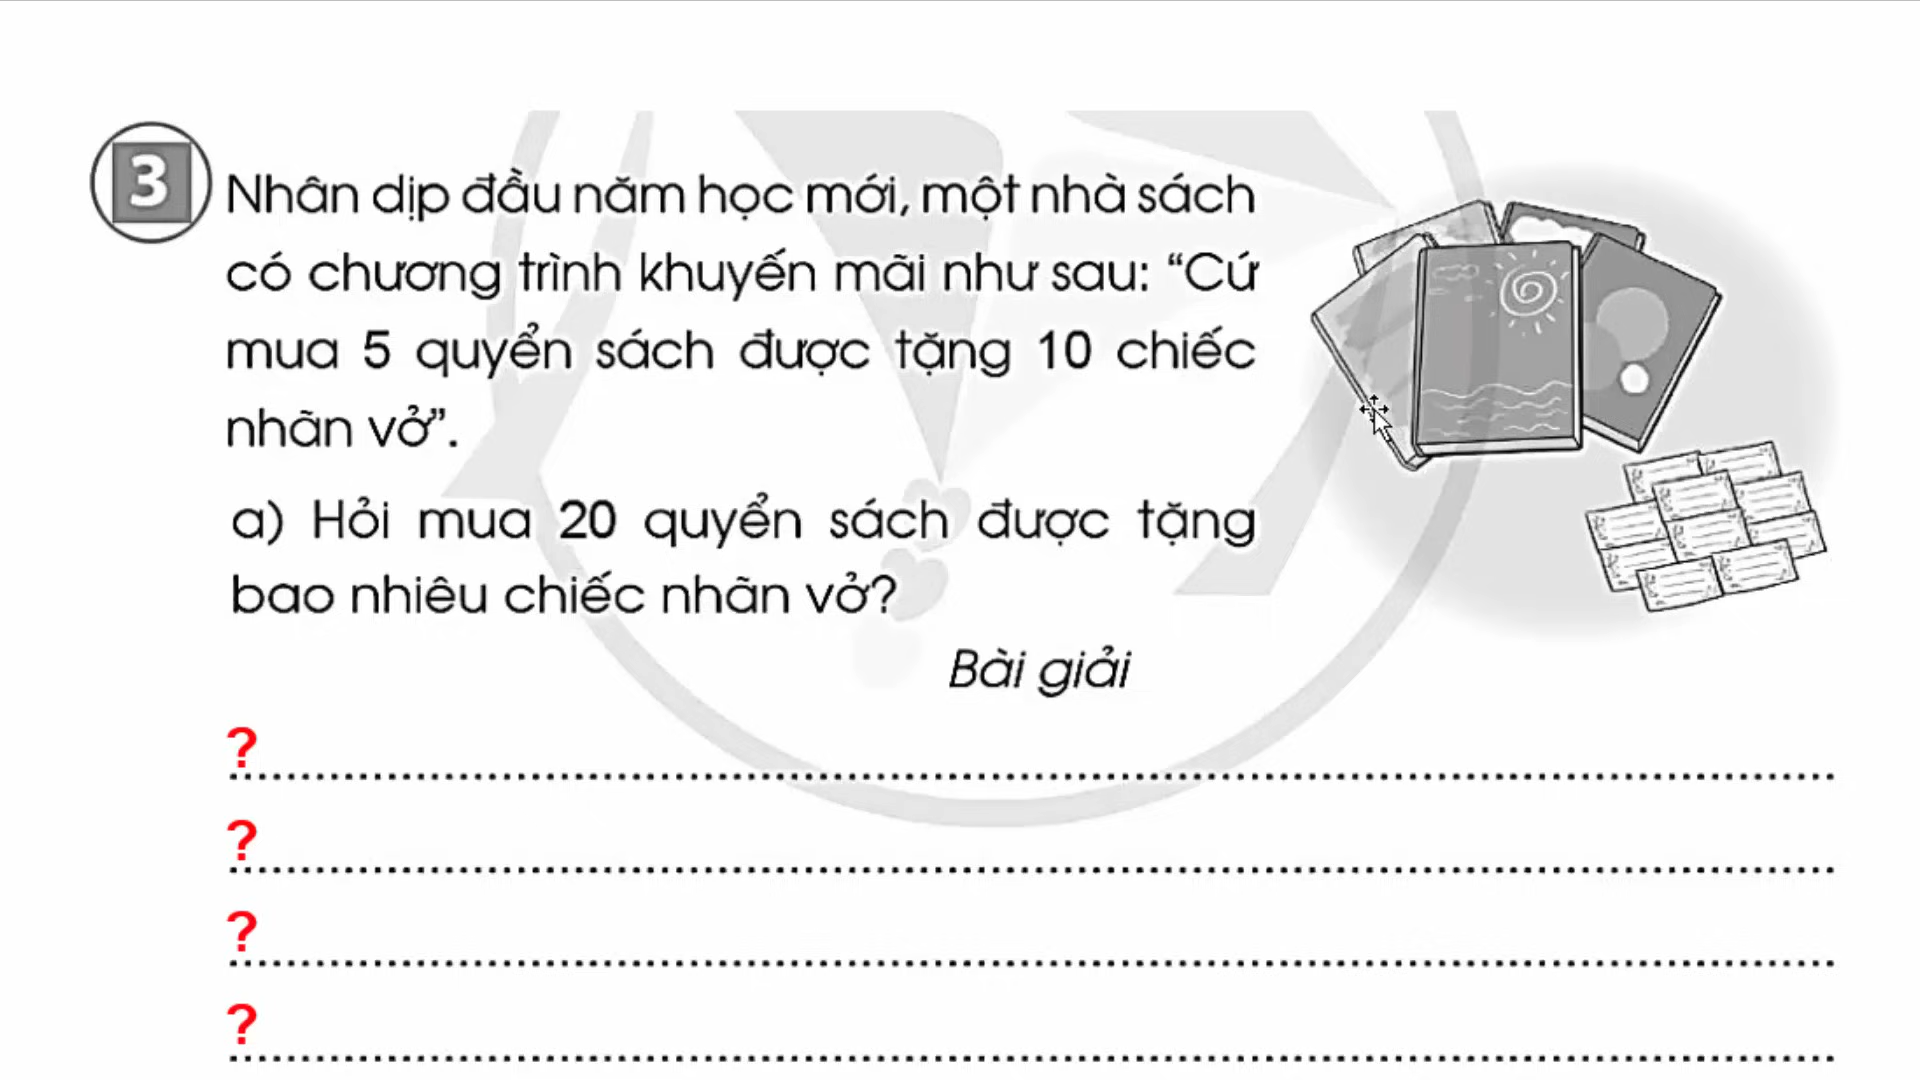 3
Nhân dịp đầu năm học mới, một nhà sách
có chương trình khuyến mãi như sau: “Cứ
mua 5 quyển sách được tặng 10 chiếc
nhãn vở”.
a) Hỏi mua 20 quyển sách được tặng
bao nhiêu chiếc nhãn vở?
Bài giải
?
?
?
?